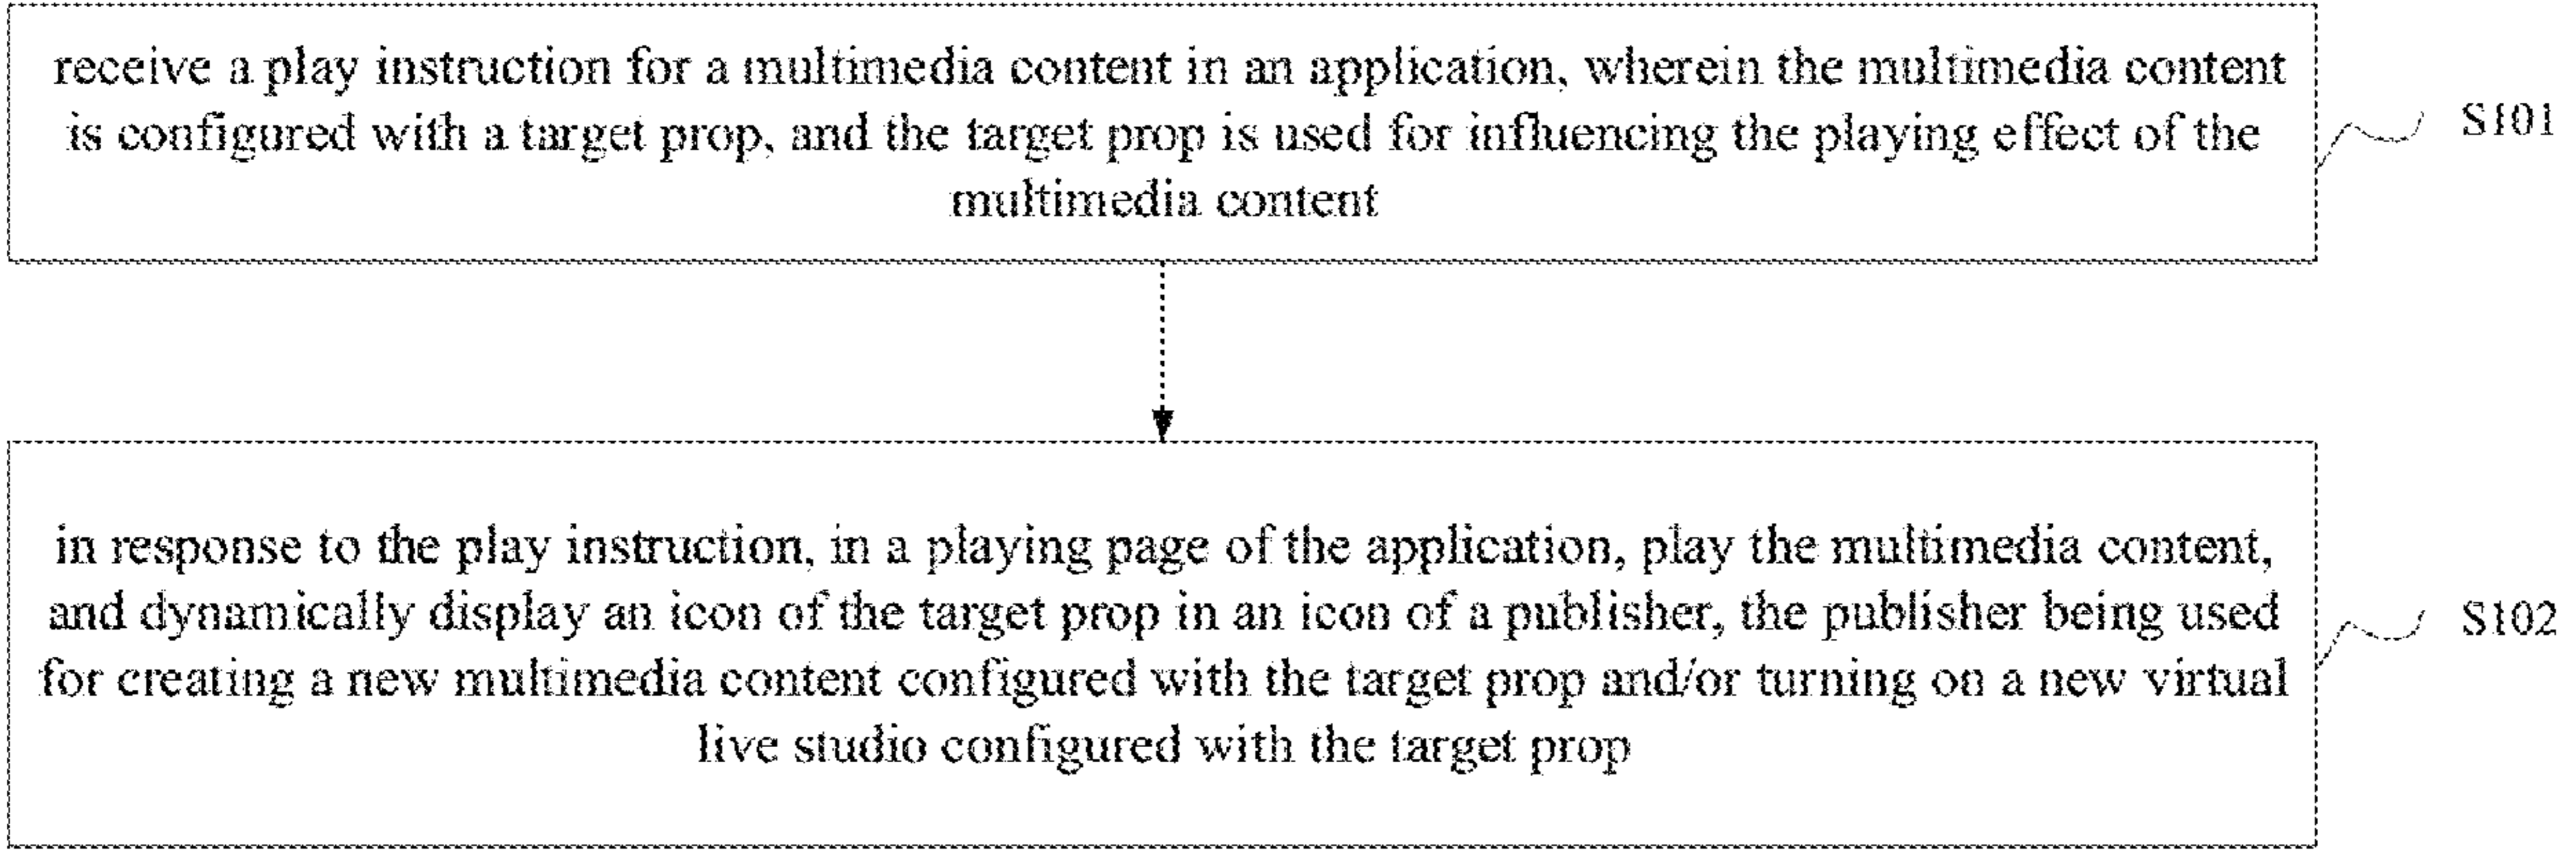 receive a play instruction for a multimedia content in an application, wherein the multimedia content
is configured with a target prop, and the target prop is used for influencing the playing effect of the
multimedia content
S101
in response to the play instruction, in a playing page of the application, play the multimedia content,
and dynamically display an icon of the target prop in an icon of a publisher, the publisher being used
for creating a new multimedia content configured with the target prop and/or turning on a new virtual
live studio configured with the target prop
S102